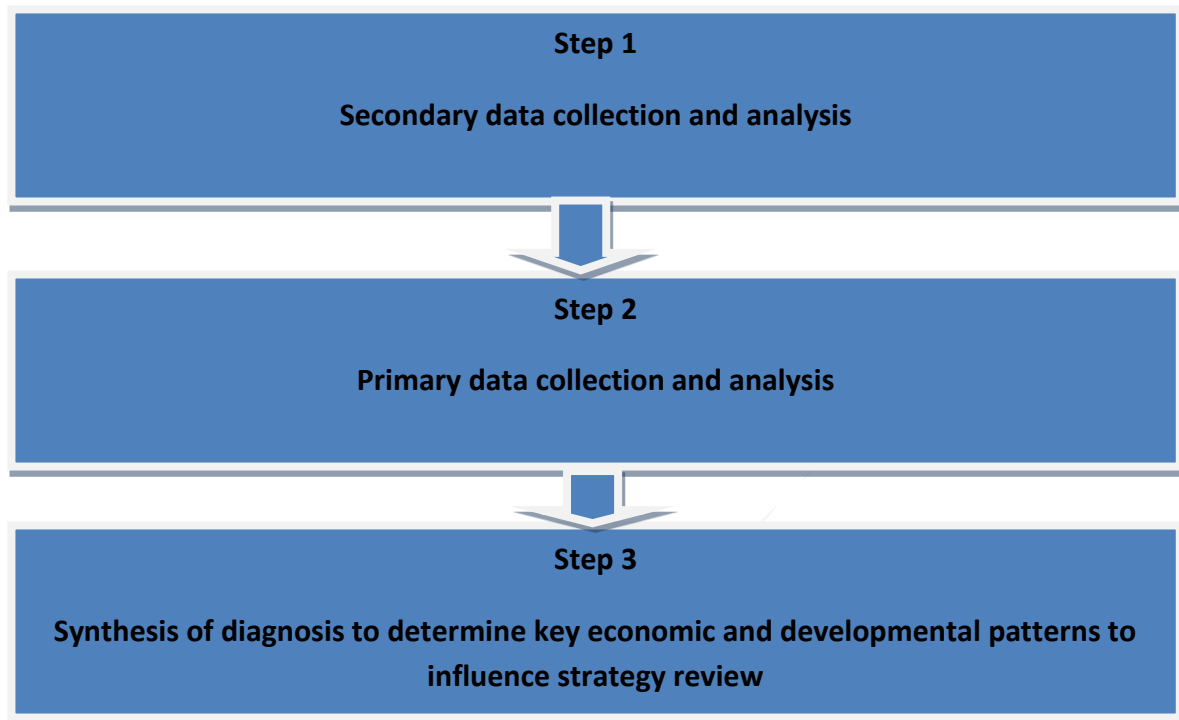 Step 1
Secondary data collection and analysis
Step 2
Primary data collection and analysis
Step 3
Synthesis of diagnosis to determine key economic and developmental patterns to
influence strategy review